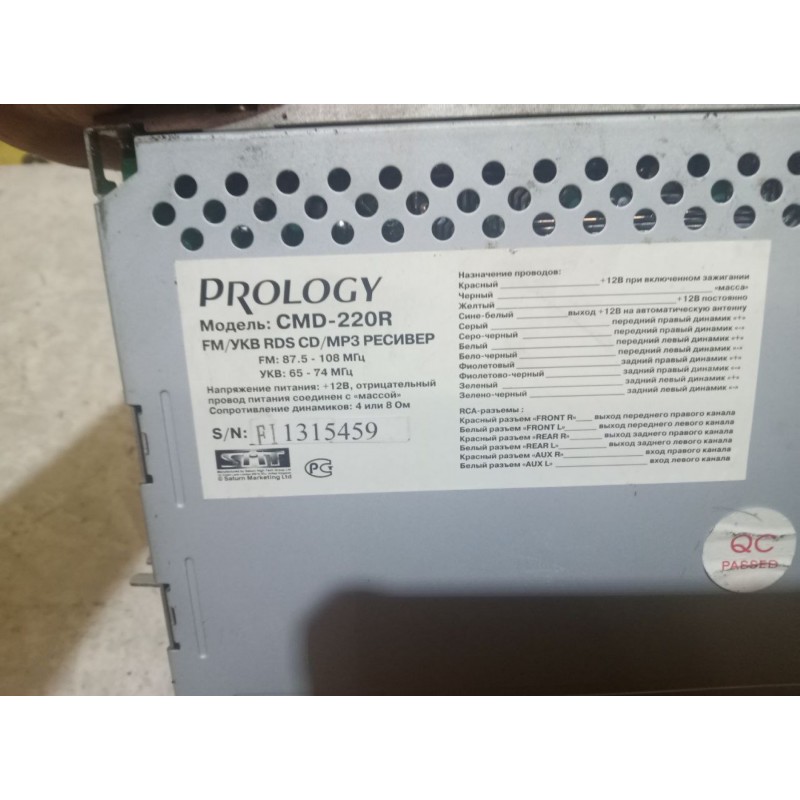 PROLOGY
Модель: CMD-220R
FM/УКВ RDS CD/MP3 РЕСИВЕР
FM: 87.5 - 108 МГц
УКВ: 65 - 74 МГц
Напряжение питания: +12В, отрицательный
провод питания соединен с «массой»
Сопротивление динамиков: 4 или 8 Ом
S/N: F11315459
SMT
© Saturn Marketing Ltd
Назначение проводов:
Красный +12В при включенном зажигании
Черный «масса»
Желтый +12В постоянно
Сине-белый выход +12В на автоматическую антенну
Серый передний правый динамик «+»
Серо-черный передний правый динамик «-»
Белый передний левый динамик «+»
Бело-черный передний левый динамик «-»
Фиолетовый задний правый динамик «+»
Фиолетово-черный задний правый динамик «-»
Зеленый задний левый динамик «+»
Зелено-черный задний левый динамик «-»
RCA-разъемы:
Красный разъем «FRONT R» выход переднего правого канала
Белый разъем «FRONT L» выход переднего левого канала
Красный разъем «REAR R» выход заднего правого канала
Белый разъем «REAR L» выход заднего левого канала
Красный разъем «AUX R» вход правого канала
Белый разъем «AUX L» вход левого канала
QC
PASSED